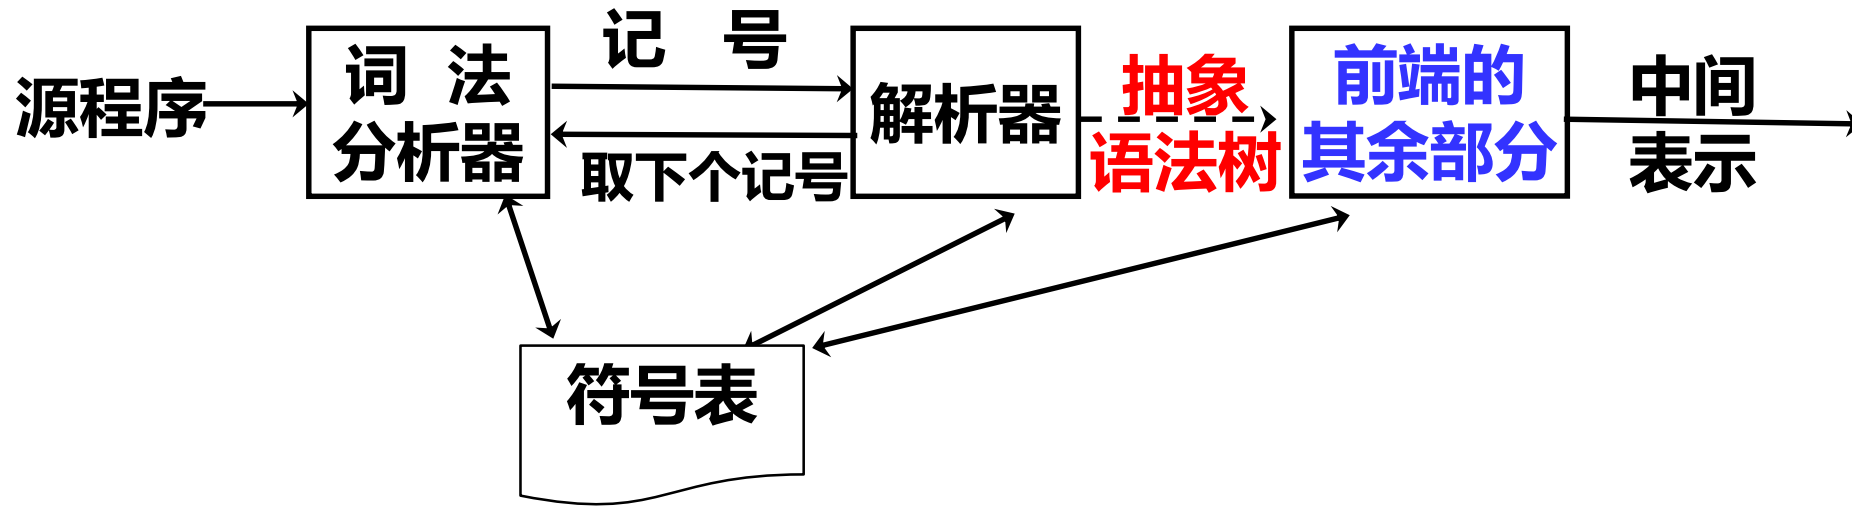 源程序
词 法
分析器
记 号
取下个记号
解析器
抽象
语法树
前端的
其余部分
中间
表示
符号表